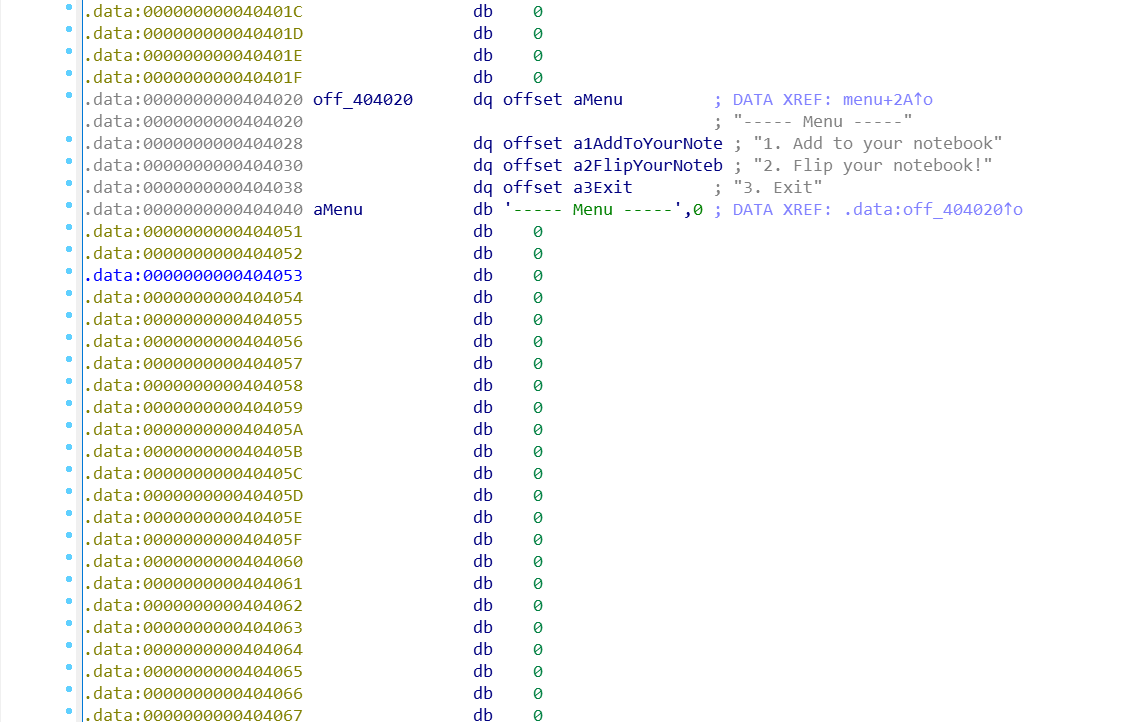 .data:000000000040401C db 0
.data:000000000040401D db 0
.data:000000000040401E db 0
.data:000000000040401F db 0
.data:0000000000404020 off_404020 dq offset aMenu ; DATA XREF: menu+2A↑o
.data:0000000000404020 ; "----- Menu -----"
.data:0000000000404028 dq offset a1AddToYourNote ; "1. Add to your notebook"
.data:0000000000404030 dq offset a2FlipYourNoteb ; "2. Flip your notebook!"
.data:0000000000404038 dq offset a3Exit ; "3. Exit"
.data:0000000000404040 aMenu db '----- Menu -----',0 ; DATA XREF: .data:off_404020↑o
.data:0000000000404051 db 0
.data:0000000000404052 db 0
.data:0000000000404053 db 0
.data:0000000000404054 db 0
.data:0000000000404055 db 0
.data:0000000000404056 db 0
.data:0000000000404057 db 0
.data:0000000000404058 db 0
.data:0000000000404059 db 0
.data:000000000040405A db 0
.data:000000000040405B db 0
.data:000000000040405C db 0
.data:000000000040405D db 0
.data:000000000040405E db 0
.data:000000000040405F db 0
.data:0000000000404060 db 0
.data:0000000000404061 db 0
.data:0000000000404062 db 0
.data:0000000000404063 db 0
.data:0000000000404064 db 0
.data:0000000000404065 db 0
.data:0000000000404066 db 0
.data:0000000000404067 db 0